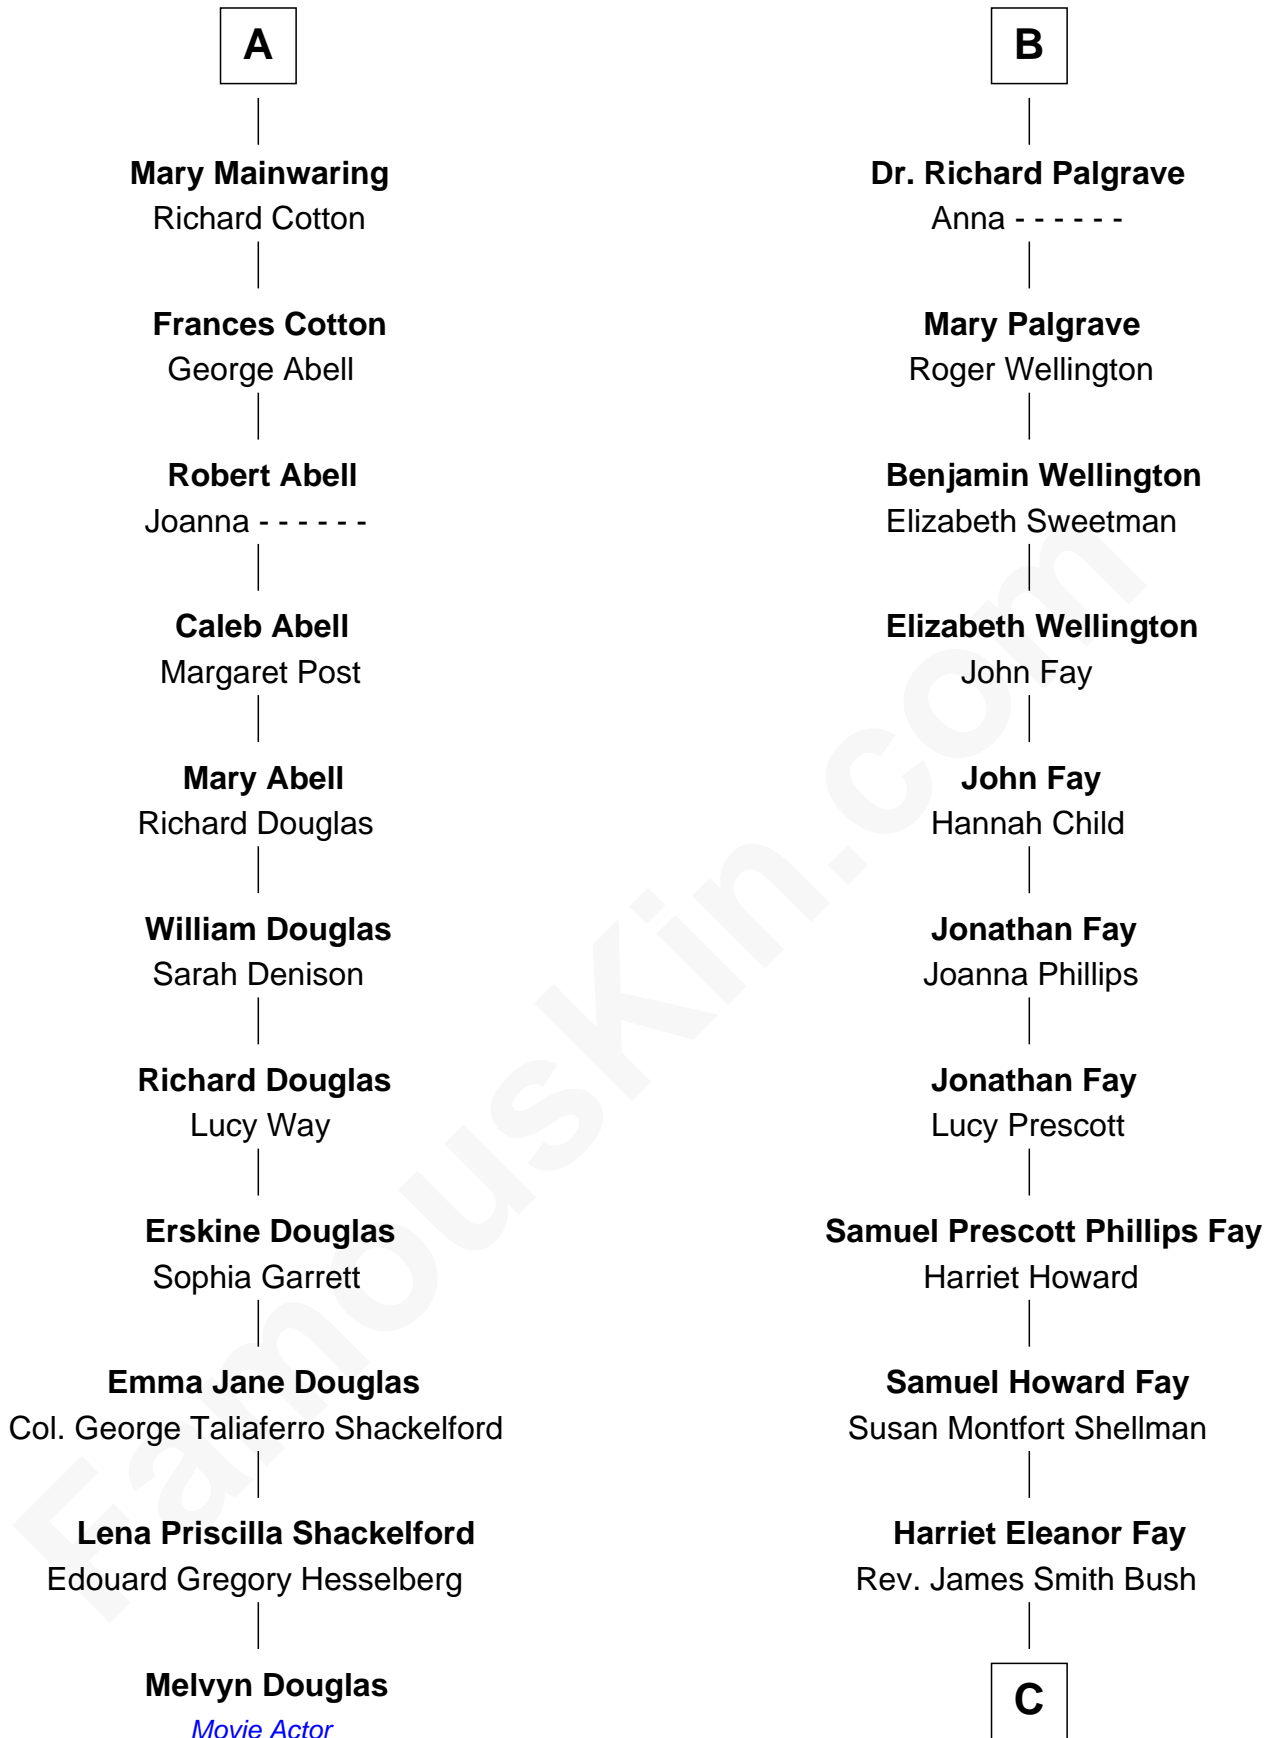 A
Mary Mainwaring
Richard Cotton
Frances Cotton
George Abell
Robert Abell
Joanna - - - - - -
Caleb Abell
Margaret Post
Mary Abell
Richard Douglas
William Douglas
Sarah Denison
Richard Douglas
Lucy Way
Erskine Douglas
Sophia Garrett
Emma Jane Douglas
Col. George Taliaferro Shackelford
Lena Priscilla Shackelford
Edouard Gregory Hesselberg
Melvyn Douglas
Movie Actor
B
Dr. Richard Palgrave
Anna - - - - - -
Mary Palgrave
Roger Wellington
Benjamin Wellington
Elizabeth Sweetman
Elizabeth Wellington
John Fay
John Fay
Hannah Child
Jonathan Fay
Joanna Phillips
Jonathan Fay
Lucy Prescott
Samuel Prescott Phillips Fay
Harriet Howard
Samuel Howard Fay
Susan Montfort Shellman
Harriet Eleanor Fay
Rev. James Smith Bush
C
FamousKin.com